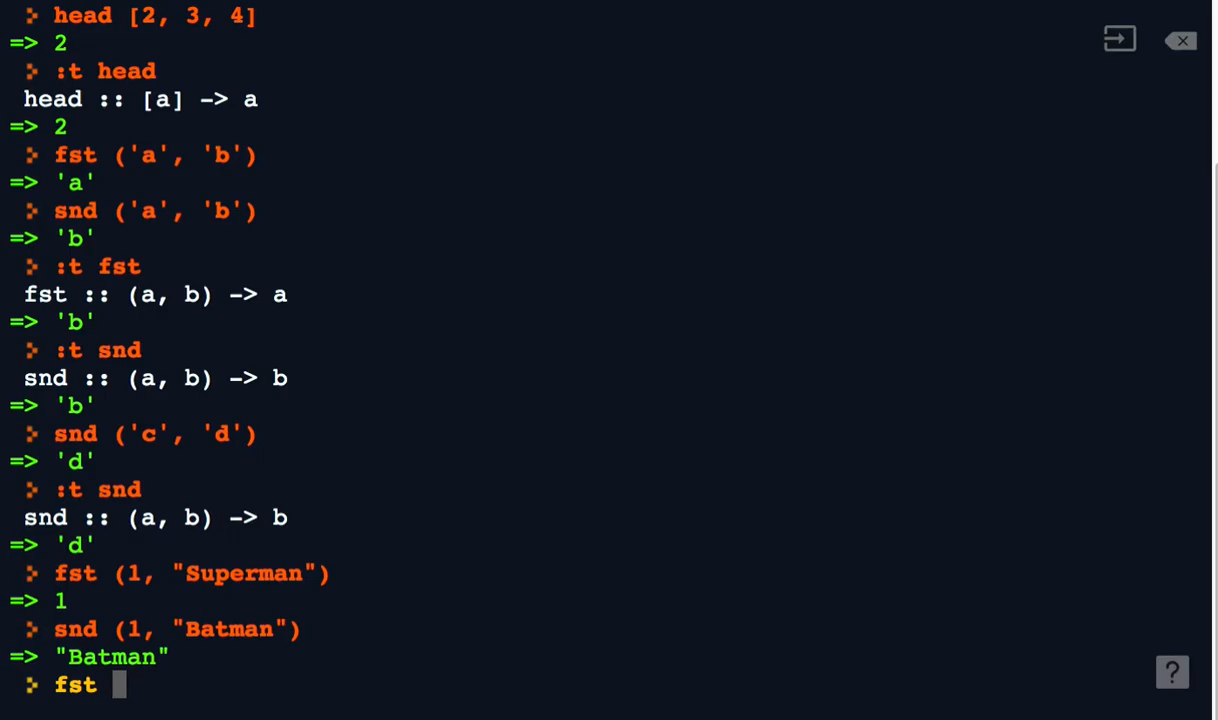 head [2, 3, 4]
=> 2
:t head
head :: [a] -> a
=> 2
fst ('a', 'b')
=> 'a'
snd ('a', 'b')
=> 'b'
:t fst
fst :: (a, b) -> a
=> 'b'
:t snd
snd :: (a, b) -> b
=> 'b'
snd ('c', 'd')
=> 'd'
:t snd
snd :: (a, b) -> b
=> 'd'
fst (1, "Superman")
=> 1
snd (1, "Batman")
=> "Batman"
fst
?